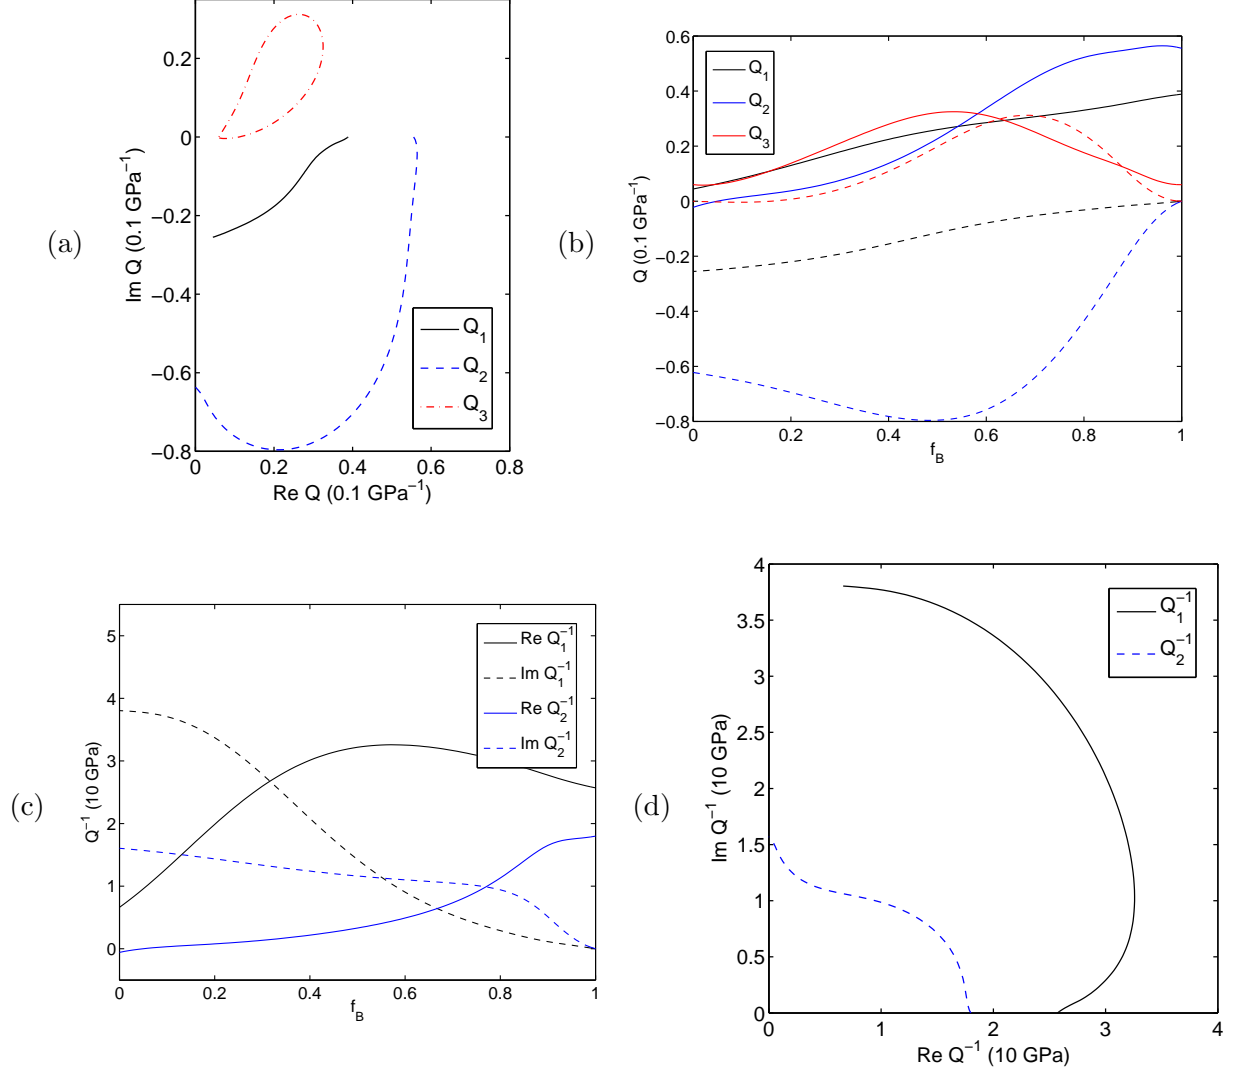 (a)
0.2
0
−0.2
−0.4
−0.6
−0.8
Im Q (0.1 GPa⁻¹)
0 0.2 0.4 0.6 0.8
Re Q (0.1 GPa⁻¹)
Q₁
Q₂
Q₃
(b)
0.6
0.4
0.2
0
−0.2
−0.4
−0.6
−0.8
Q (0.1 GPa⁻¹)
0 0.2 0.4 0.6 0.8 1
f_B
Q₁
Q₂
Q₃
(c)
5
4
3
2
1
0
Q⁻¹ (10 GPa)
0 0.2 0.4 0.6 0.8 1
f_B
Re Q₁⁻¹
Im Q₁⁻¹
Re Q₂⁻¹
Im Q₂⁻¹
(d)
4
3.5
3
2.5
2
1.5
1
0.5
0
Im Q⁻¹ (10 GPa)
0 1 2 3 4
Re Q⁻¹ (10 GPa)
Q₁⁻¹
Q₂⁻¹